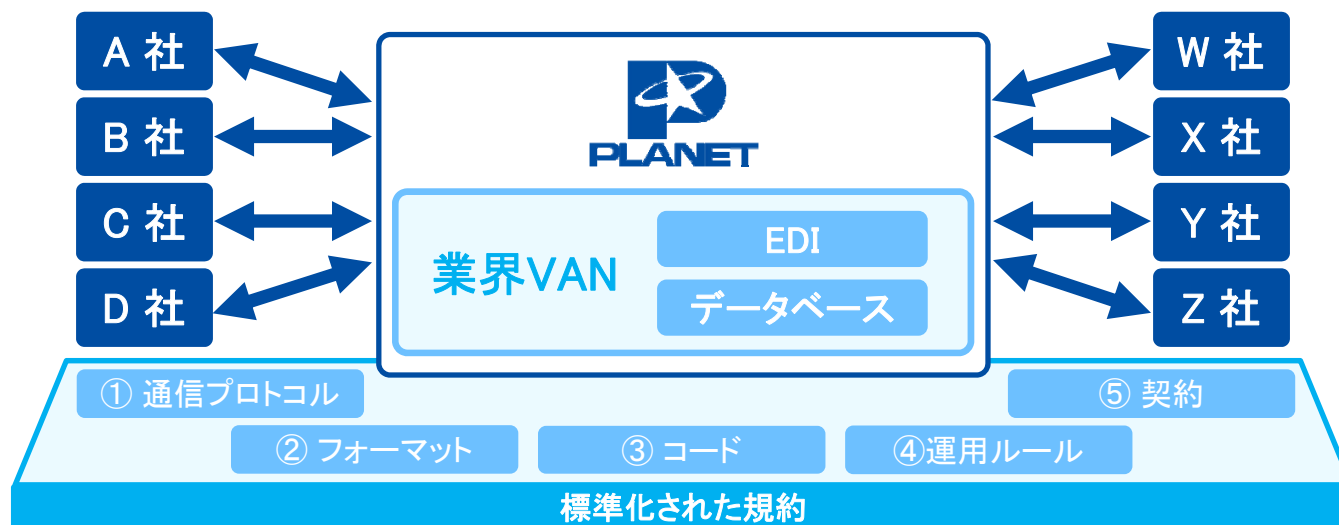 A 社
B 社
C 社
D 社
PLANET
業界VAN
EDI
データベース
W 社
X 社
Y 社
Z 社
① 通信プロトコル
② フォーマット
③ コード
④運用ルール
⑤ 契約
標準化された規約